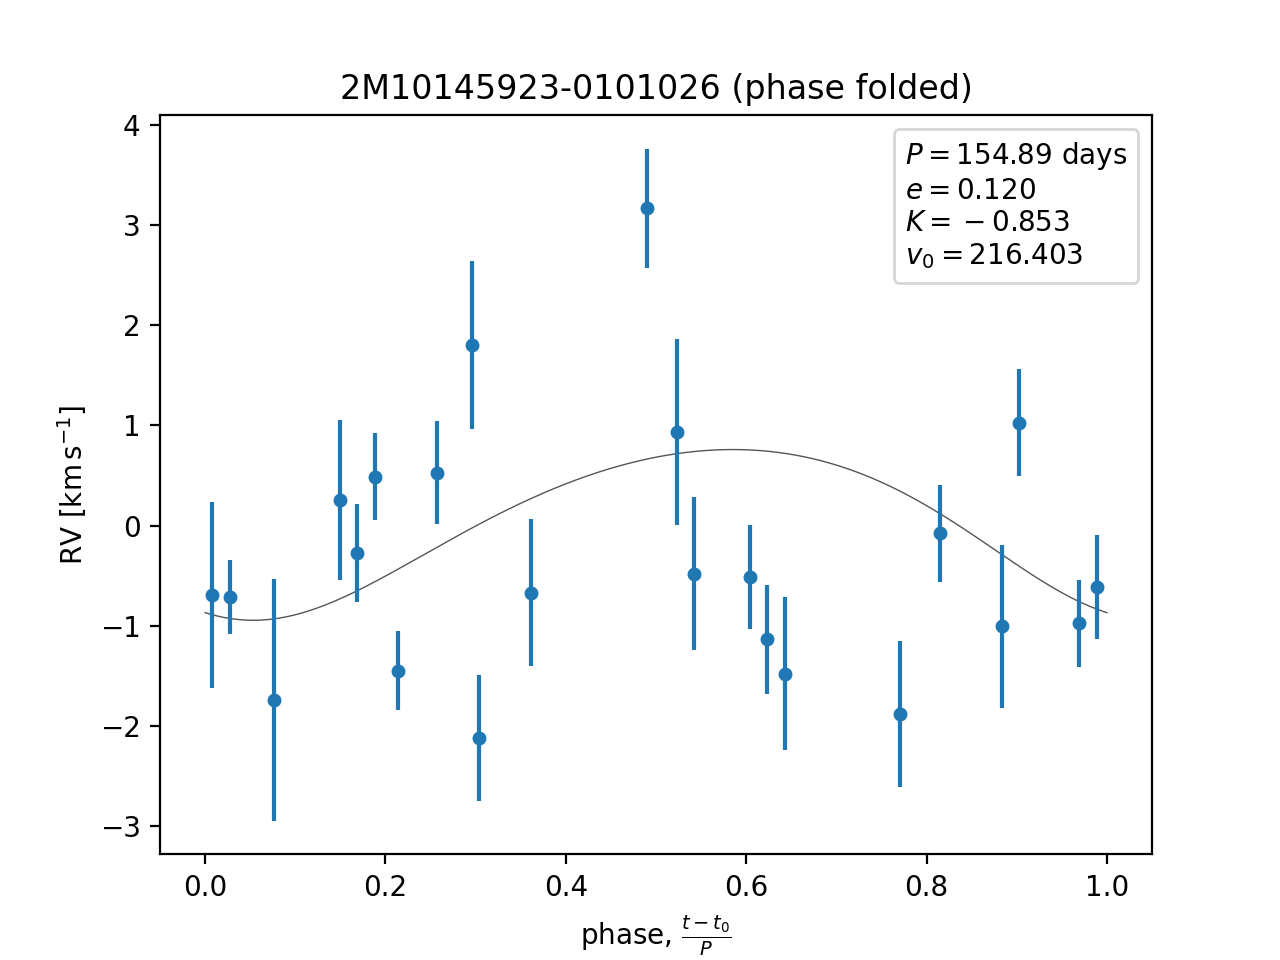 2M10145923-0101026 (phase folded)
P = 154.89 days
e = 0.120
K = −0.853
v₀ = 216.403
4
3
2
1
0
−1
−2
−3
RV [km s⁻¹]
0.0 0.2 0.4 0.6 0.8 1.0
phase, (t − t₀)/P